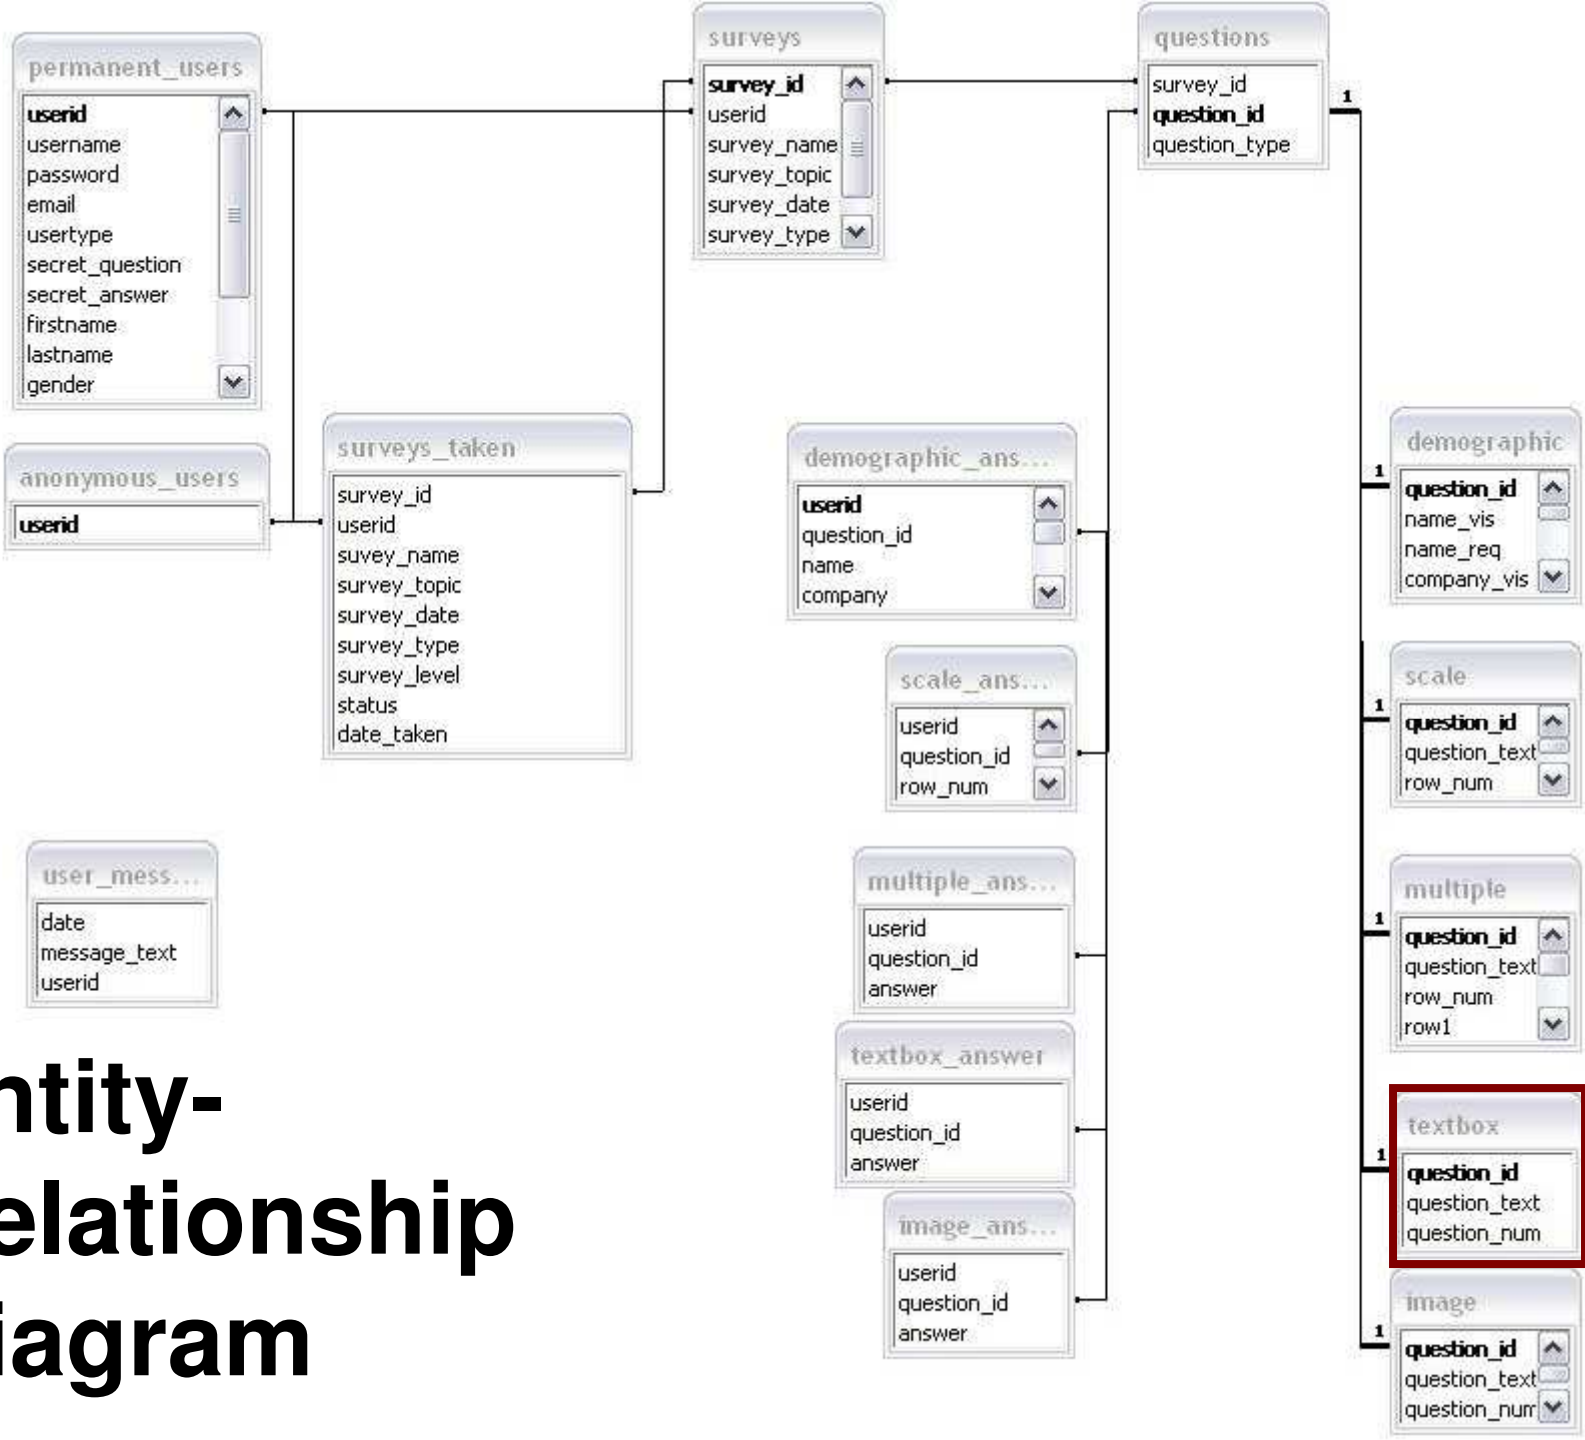 permanent_users
userid
username
password
email
usertype
secret_question
secret_answer
firstname
lastname
gender
surveys
survey_id
userid
survey_name
survey_topic
survey_date
survey_type
questions
survey_id
question_id
question_type
1
anonymous_users
userid
surveys_taken
survey_id
userid
suvey_name
survey_topic
survey_date
survey_type
survey_level
status
date_taken
demographic_ans...
userid
question_id
name
company
1
demographic
question_id
name_vis
name_req
company_vis
scale_ans...
userid
question_id
row_num
1
scale
question_id
question_text
row_num
user_mess...
date
message_text
userid
multiple_ans...
userid
question_id
answer
1
multiple
question_id
question_text
row_num
row1
textbox_answer
userid
question_id
answer
1
textbox
question_id
question_text
question_num
image_ans...
userid
question_id
answer
1
image
question_id
question_text
question_num
ntity-
elationship
iagram